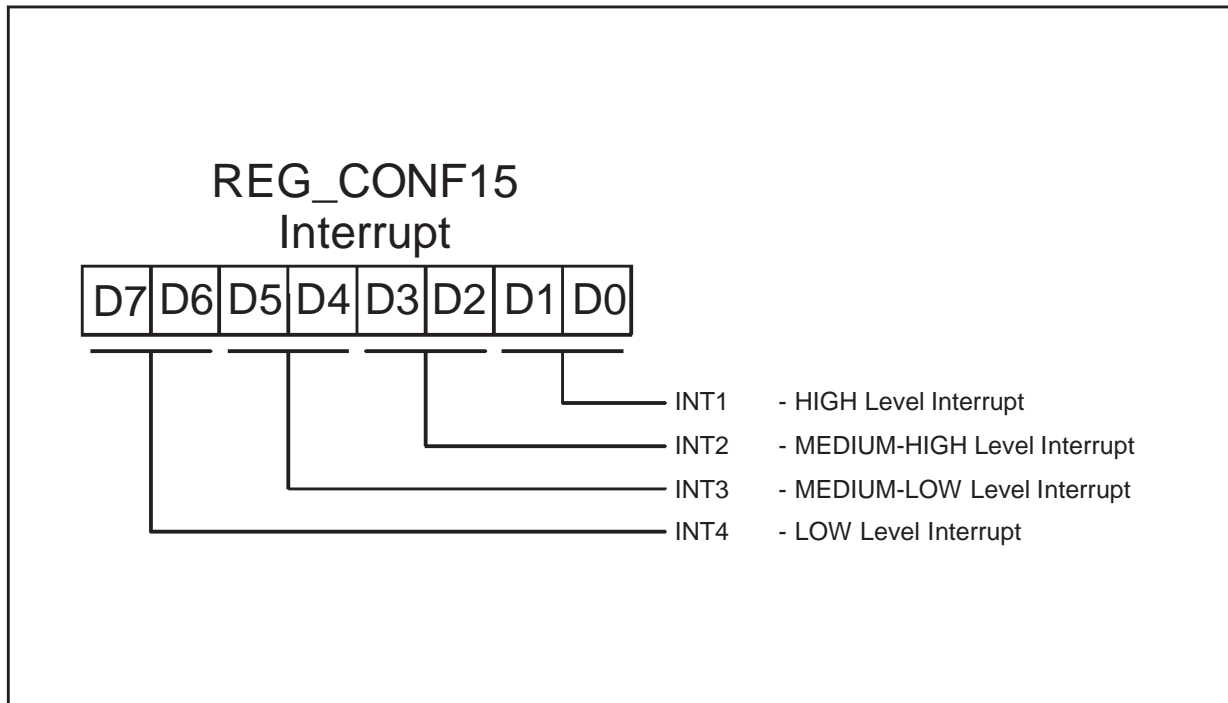 REG_CONF15
Interrupt
D7 D6 D5 D4 D3 D2 D1 D0
INT1 - HIGH Level Interrupt
INT2 - MEDIUM-HIGH Level Interrupt
INT3 - MEDIUM-LOW Level Interrupt
INT4 - LOW Level Interrupt